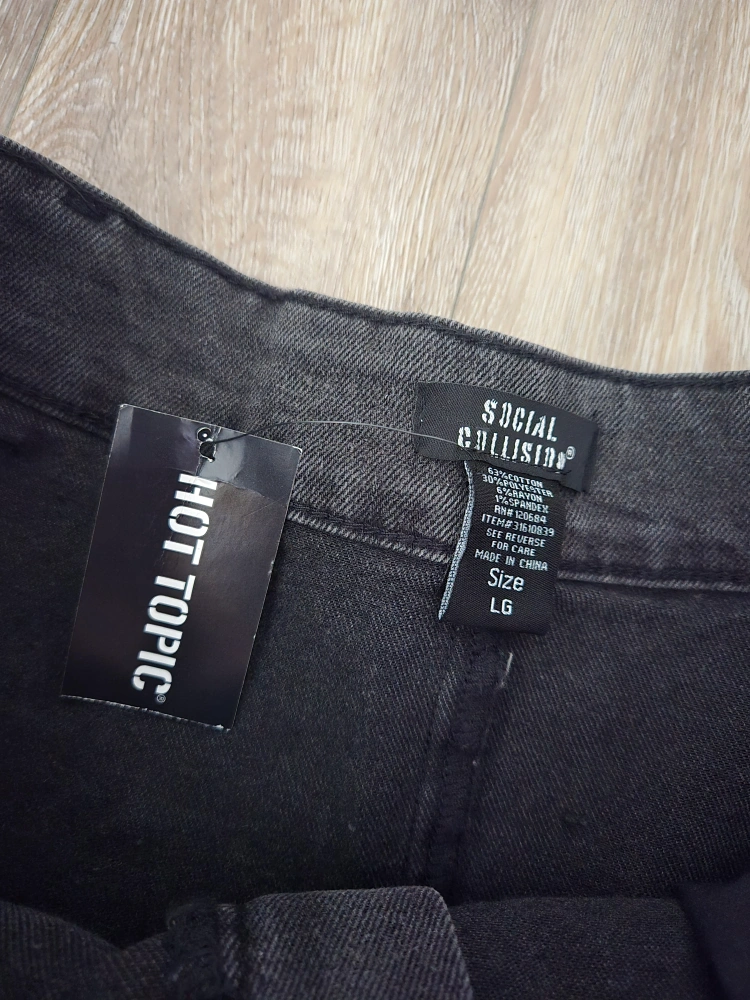 HOT TOPIC®
SOCIAL
COLLISION®
63%COTTON
30%POLYESTER
6%RAYON
1%SPANDEX
RN#120684
ITEM#31610839
SEE REVERSE
FOR CARE
MADE IN CHINA
Size
LG